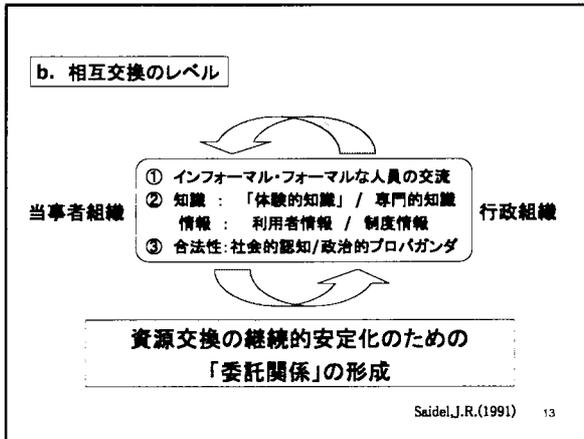 b. 相互交換のレベル
① インフォーマル・フォーマルな人員の交流
② 知識 : 「体験的知識」 / 専門的知識
情報 : 利用者情報 / 制度情報
③ 合法性:社会的認知/政治的プロパガンダ
当事者組織
行政組織
資源交換の継続的安定化のための
「委託関係」の形成
Saidel,J.R.(1991)
13